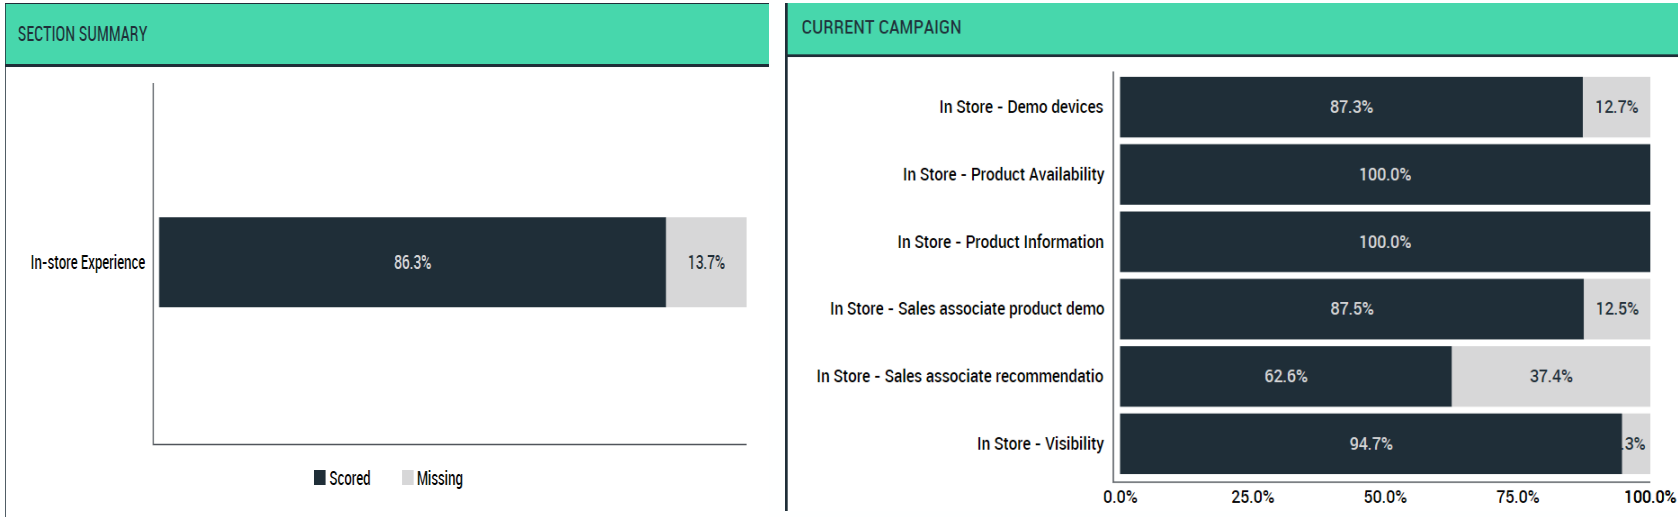 SECTION SUMMARY
In-store Experience
86.3%
13.7%
Scored
Missing
CURRENT CAMPAIGN
In Store - Demo devices
87.3%
12.7%
In Store - Product Availability
100.0%
In Store - Product Information
100.0%
In Store - Sales associate product demo
87.5%
12.5%
In Store - Sales associate recommendatio
62.6%
37.4%
In Store - Visibility
94.7%
.3%
0.0%
25.0%
50.0%
75.0%
100.0%